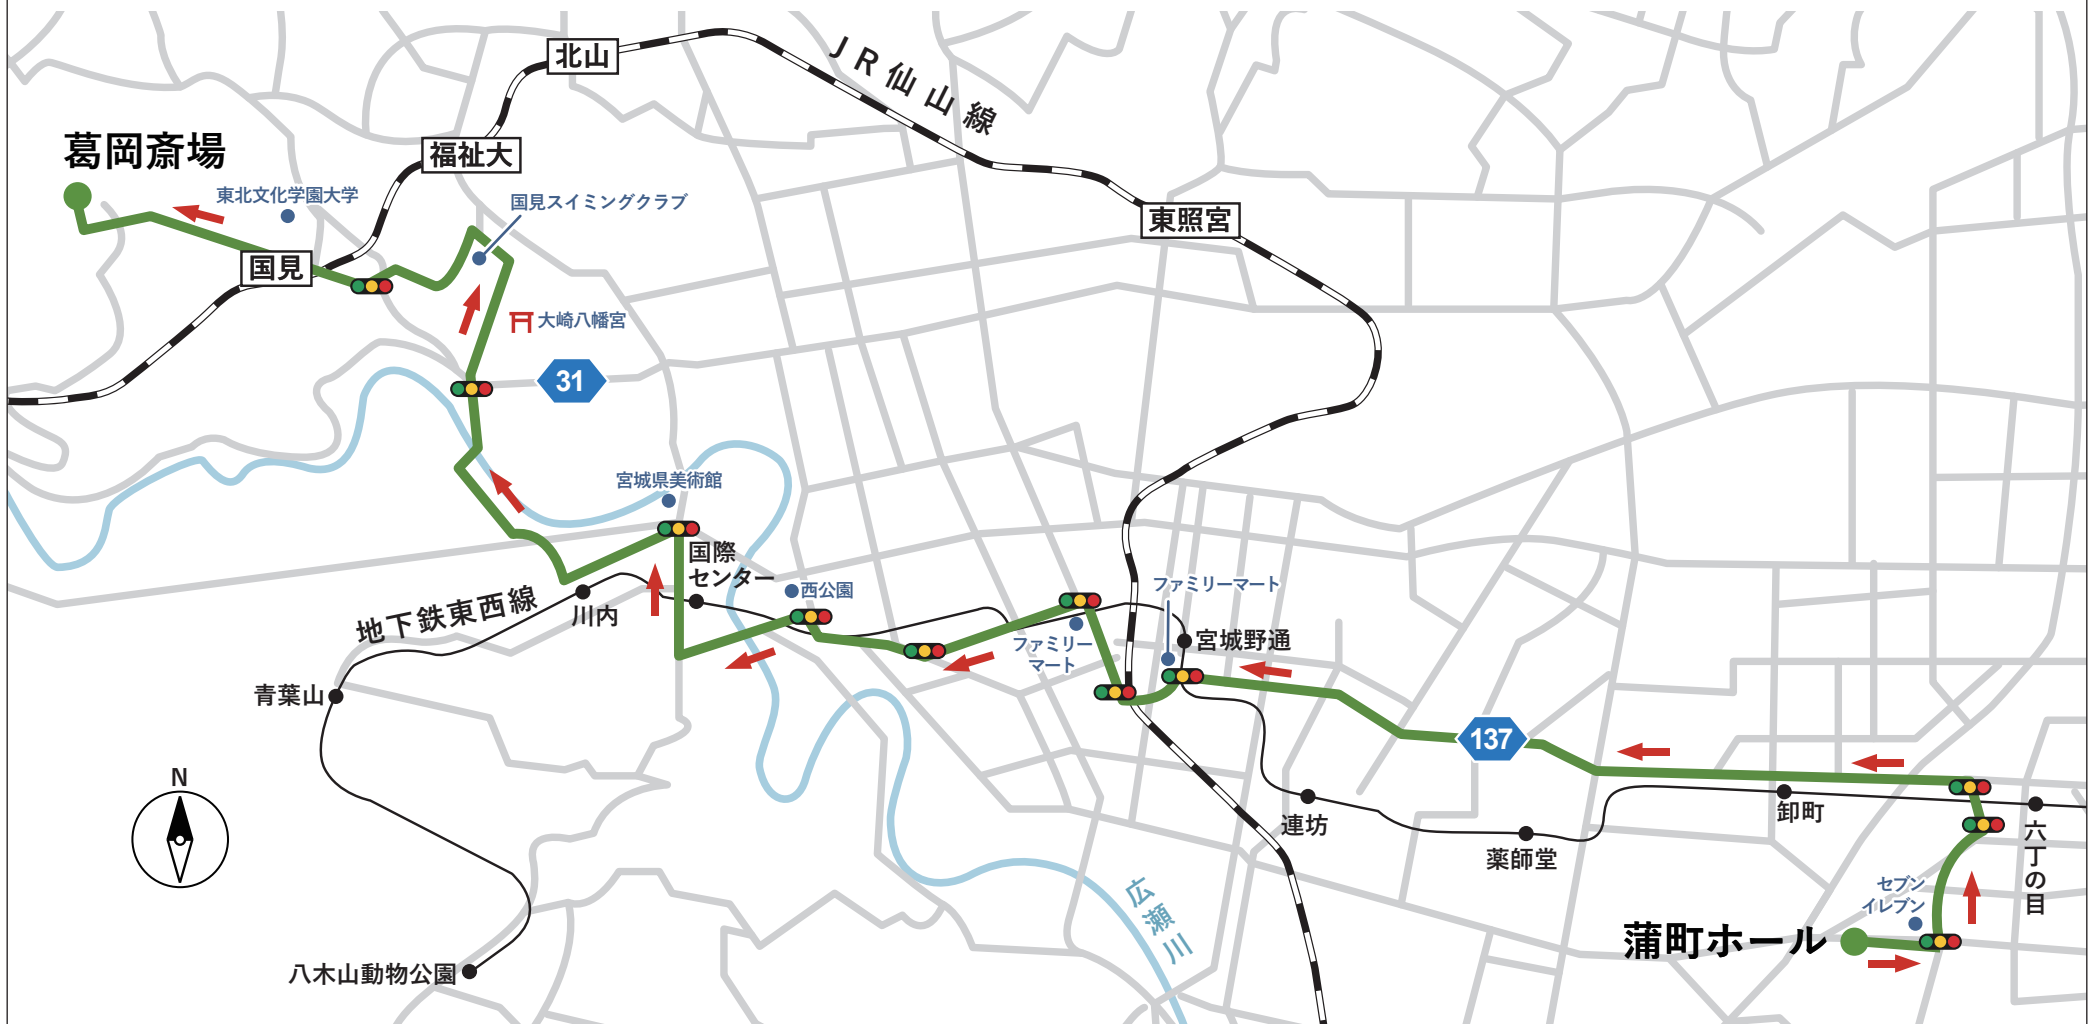 北山
JR仙山線
福祉大
葛岡斎場
東北文化学園大学
国見スイミングクラブ
東照宮
国見
大崎八幡宮
31
宮城県美術館
国際
センター
西公園
ファミリーマート
地下鉄東西線
川内
ファミリー
マート
宮城野通
青葉山
137
N
連坊
卸町
薬師堂
六丁の目
セブン
イレブン
広瀬川
蒲町ホール
八木山動物公園